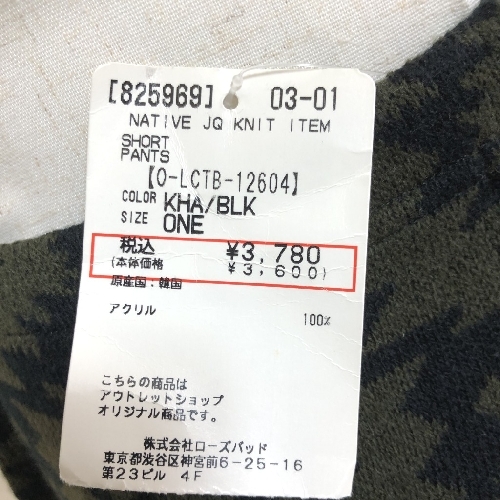 [825969] 03-01
NATIVE JQ KNIT ITEM
SHORT
PANTS
【O-LCTB-12604】
COLOR KHA/BLK
SIZE ONE
税込 ¥3,780
(本体価格 ¥3,600)
原産国:韓国
アクリル 100%
こちらの商品は
アウトレットショップ
オリジナル商品です。
株式会社ローズバッド
東京都渋谷区神宮前6-25-16
第23ビル 4F